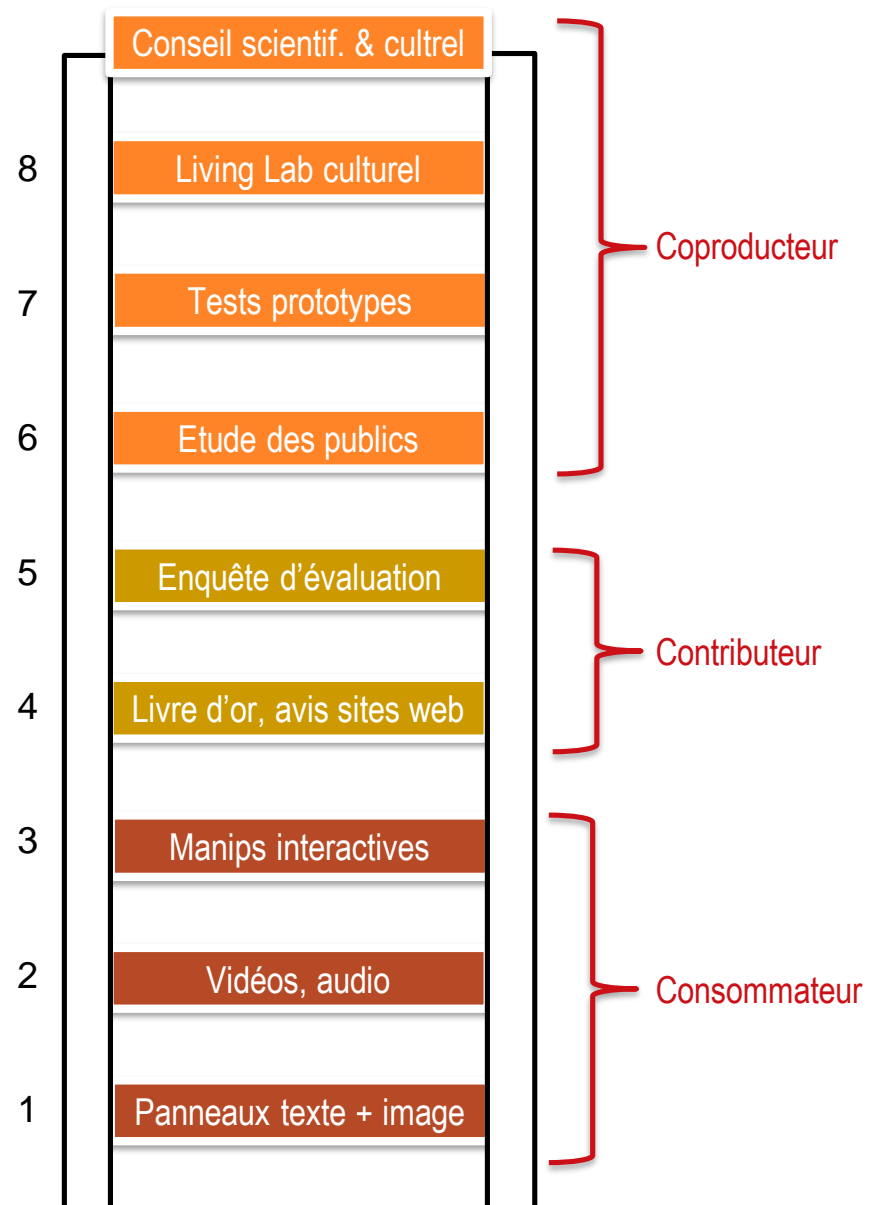 Conseil scientif. & cultrel
8
Living Lab culturel
Coproducteur
7
Tests prototypes
6
Etude des publics
5
Enquête d’évaluation
Contributeur
4
Livre d’or, avis sites web
3
Manips interactives
2
Vidéos, audio
Consommateur
1
Panneaux texte + image